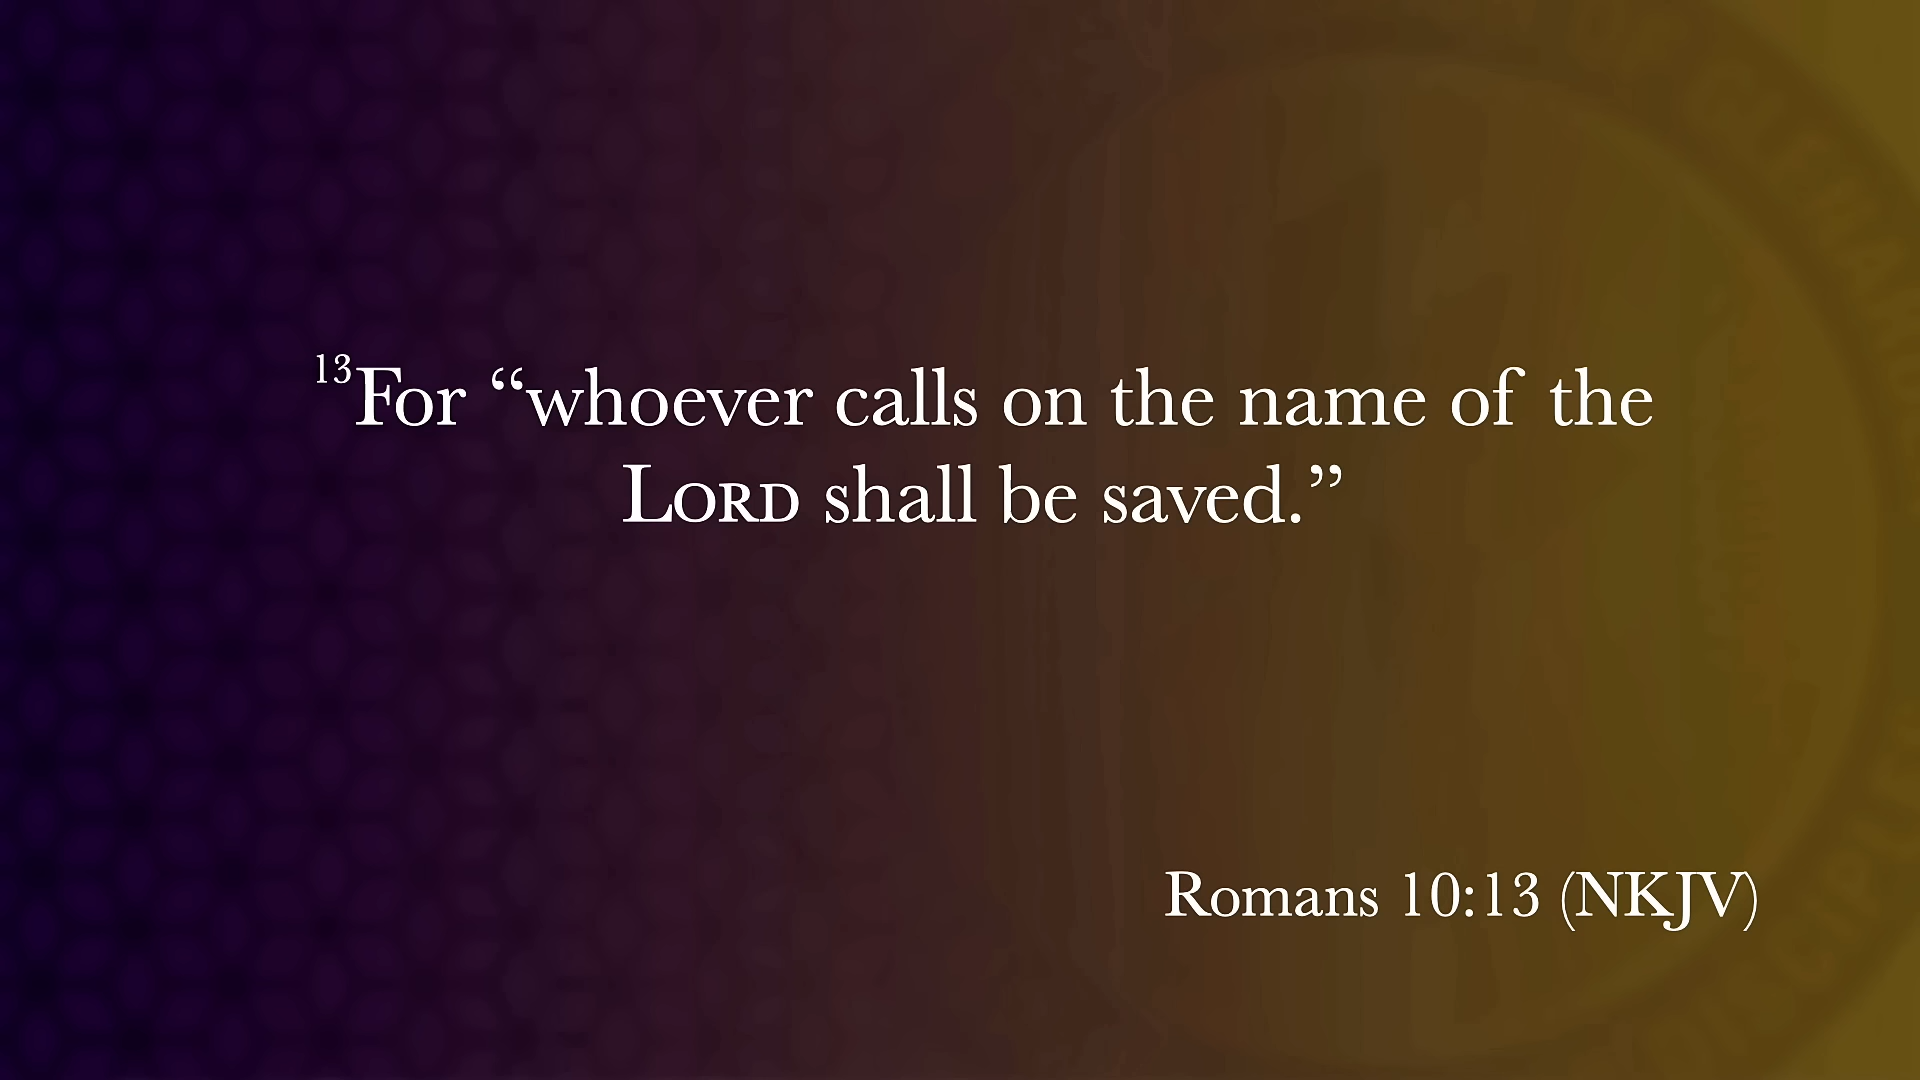 ¹³For “whoever calls on the name of the
LORD shall be saved.”
Romans 10:13 (NKJV)